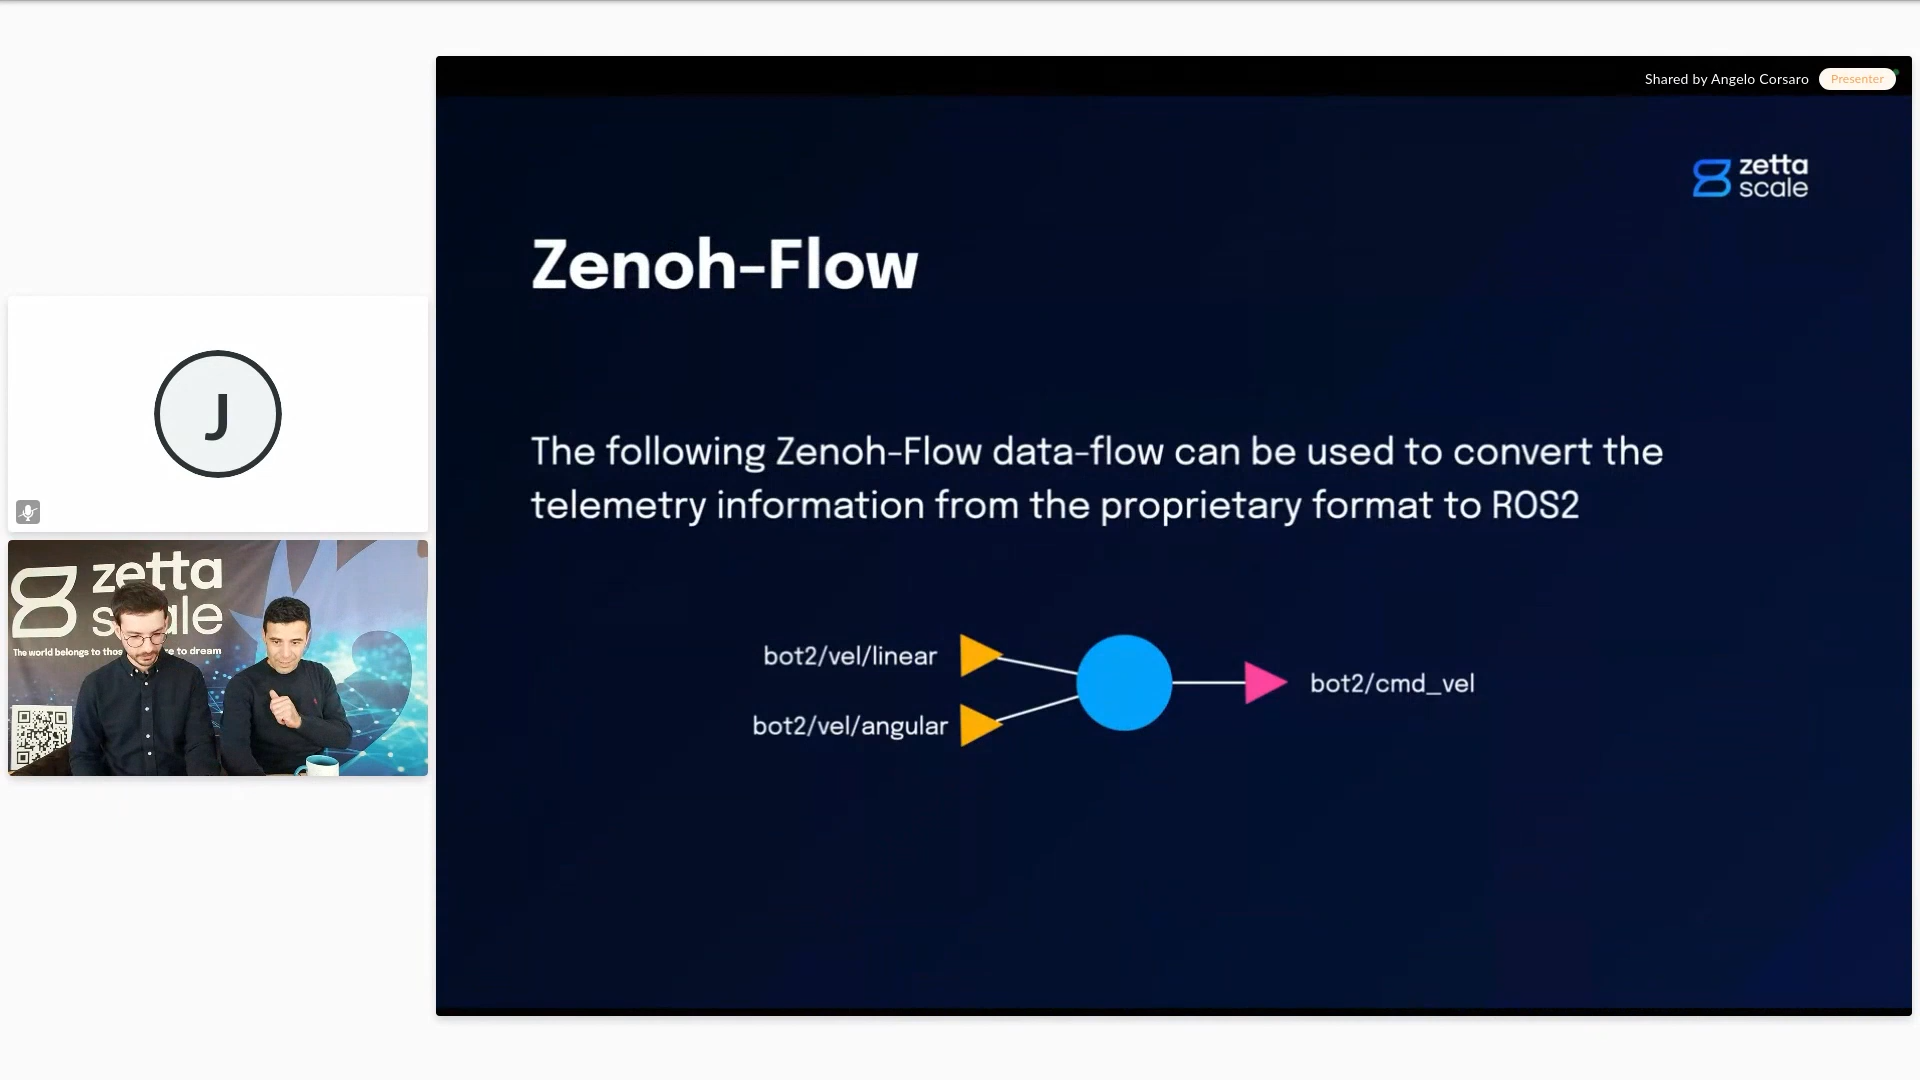 Shared by Angelo Corsaro
Presenter
zetta
scale
Zenoh-Flow
The following Zenoh-Flow data-flow can be used to convert the
telemetry information from the proprietary format to ROS2
bot2/vel/linear
bot2/vel/angular
bot2/cmd_vel
J
zetta
scale
The world belongs to those
to dream